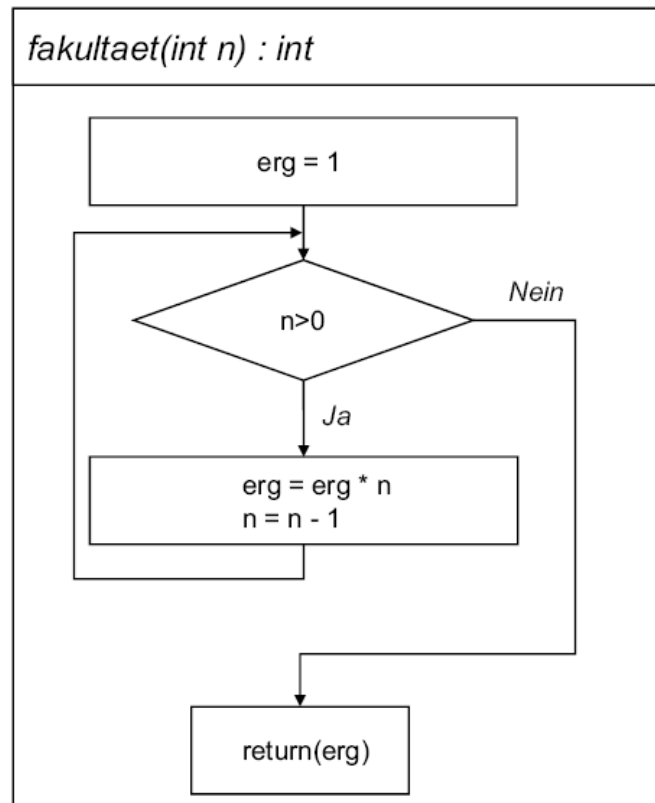 fakultaet(int n) : int
erg = 1
n>0
Nein
Ja
erg = erg * n
n = n - 1
return(erg)